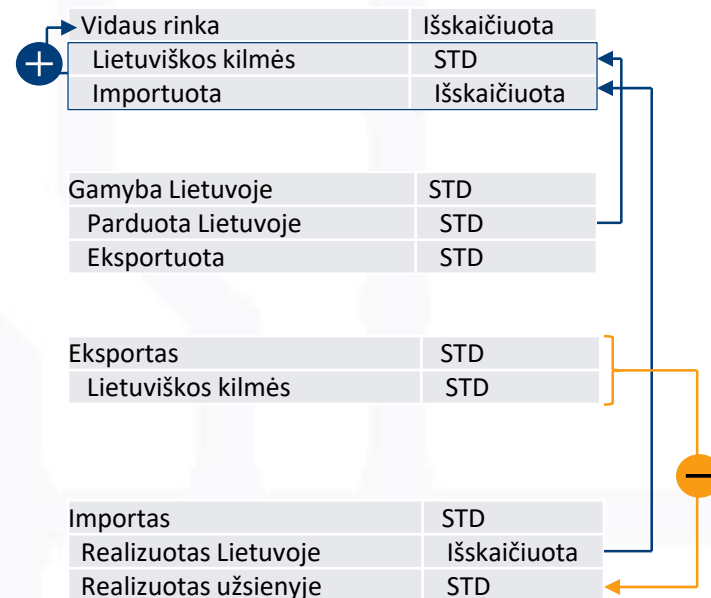 Vidaus rinka Išskaičiuota
Lietuviškos kilmės STD
Importuota Išskaičiuota
Gamyba Lietuvoje STD
Parduota Lietuvoje STD
Eksportuota STD
Eksportas STD
Lietuviškos kilmės STD
Importas STD
Realizuotas Lietuvoje Išskaičiuota
Realizuotas užsienyje STD